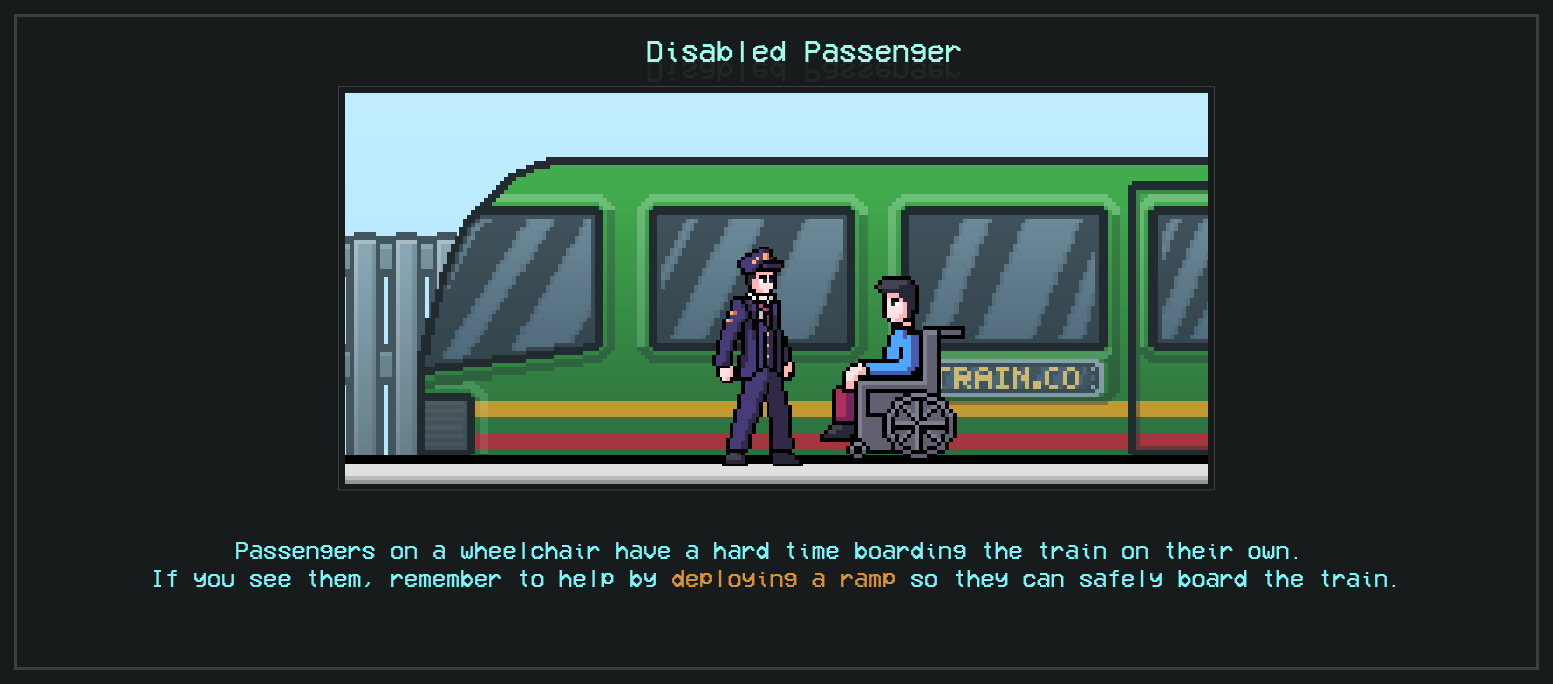 Disabled Passenger
TRAIN.CO
Passengers on a wheelchair have a hard time boarding the train on their own.
If you see them, remember to help by deploying a ramp so they can safely board the train.